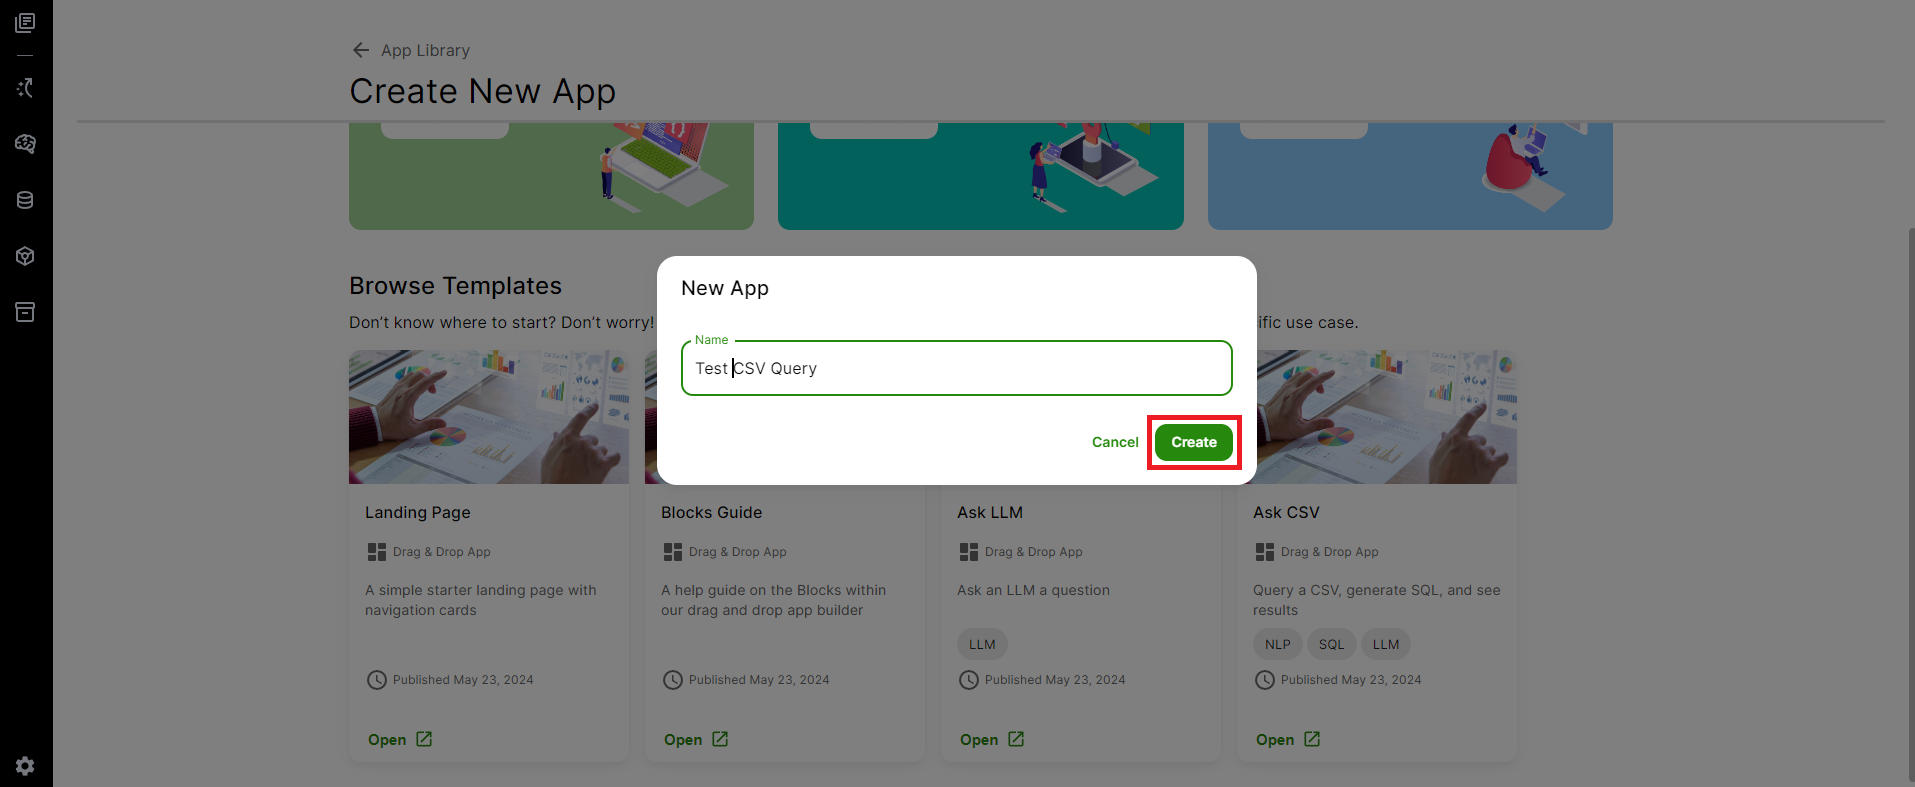 App Library
Create New App
Browse Templates
Don't know where to start? Don't worry!
ific use case.
New App
Name
Test CSV Query
Cancel
Create
Landing Page
Drag & Drop App
A simple starter landing page with
navigation cards
Published May 23, 2024
Open
Blocks Guide
Drag & Drop App
A help guide on the Blocks within
our drag and drop app builder
Published May 23, 2024
Open
Ask LLM
Drag & Drop App
Ask an LLM a question
LLM
Published May 23, 2024
Open
Ask CSV
Drag & Drop App
Query a CSV, generate SQL, and see
results
NLP SQL LLM
Published May 23, 2024
Open